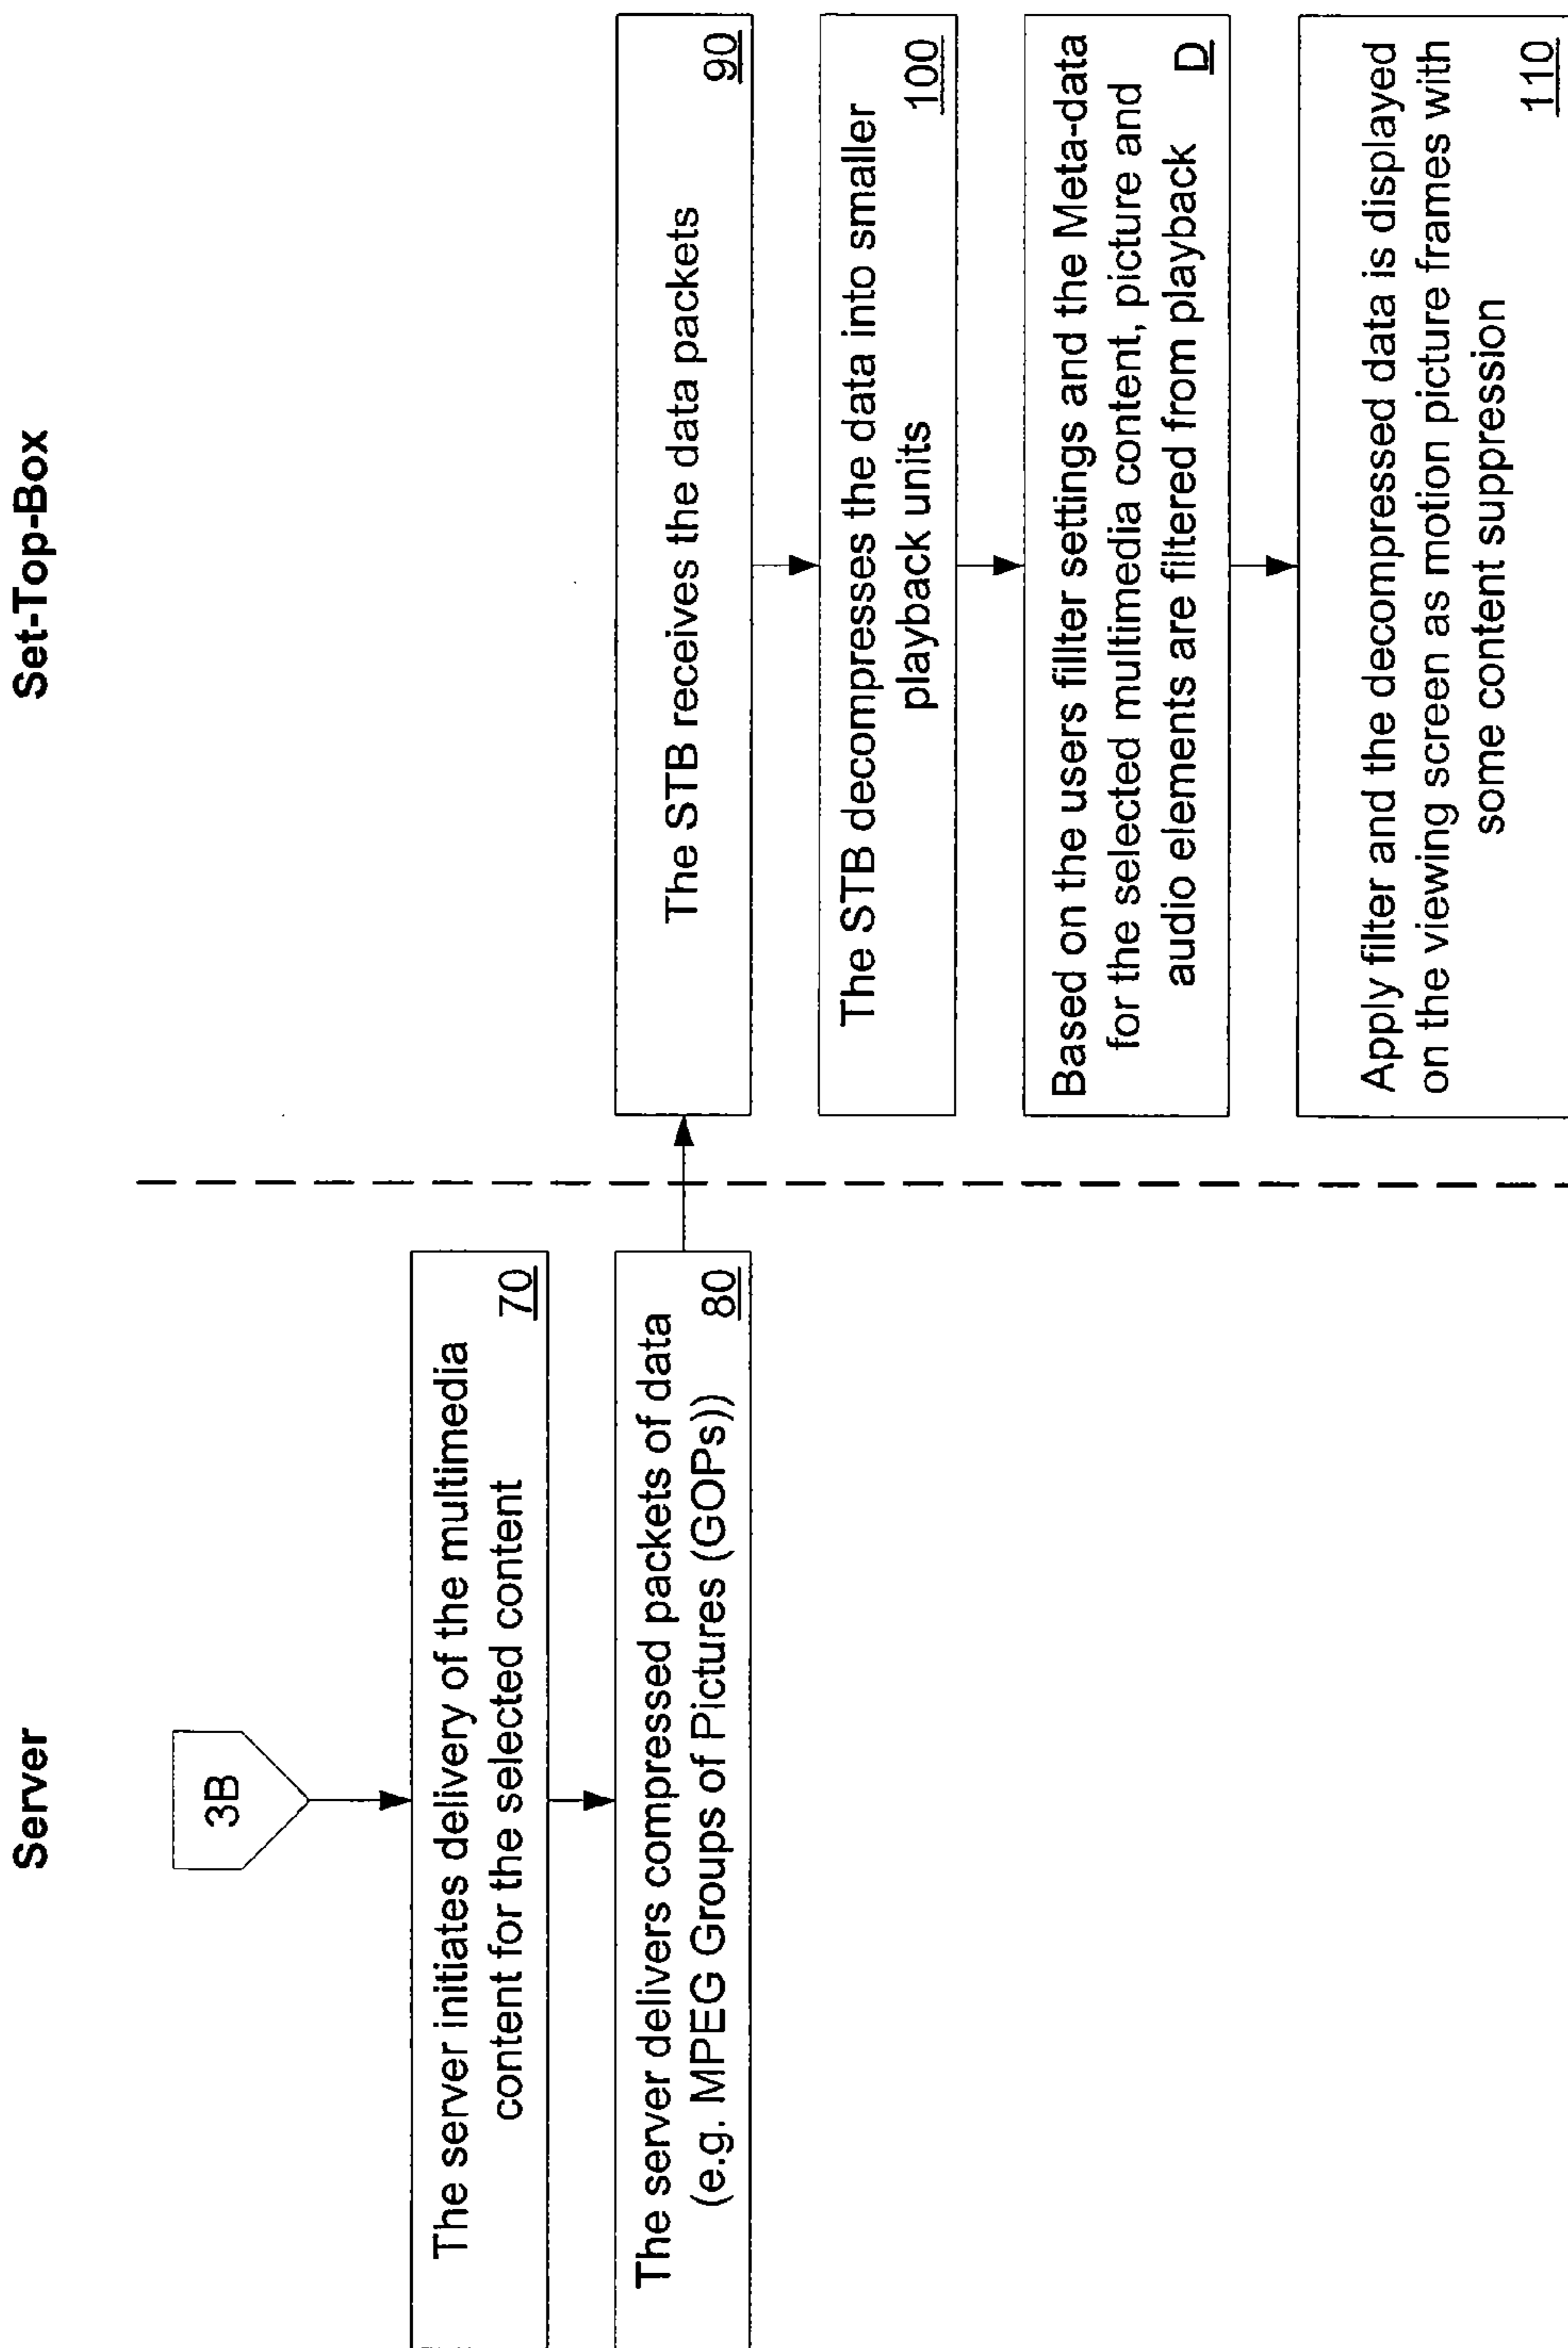 Server
3B
The server initiates delivery of the multimedia
content for the selected content
70
The server delivers compressed packets of data
(e.g. MPEG Groups of Pictures (GOPs))
80
Set-Top-Box
The STB receives the data packets
90
The STB decompresses the data into smaller
playback units
100
Based on the users fillter settings and the Meta-data
for the selected multimedia content, picture and
audio elements are filtered from playback
D
Apply filter and the decompressed data is displayed
on the viewing screen as motion picture frames with
some content suppression
110